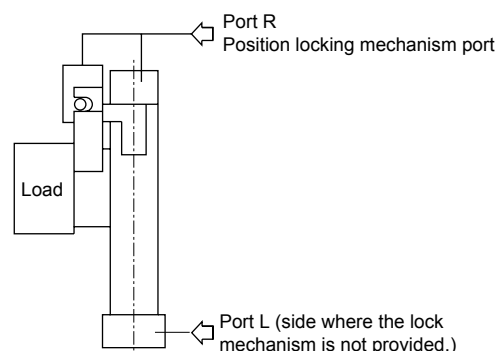 Port R
Position locking mechanism port
Load
Port L (side where the lock
mechanism is not provided.)